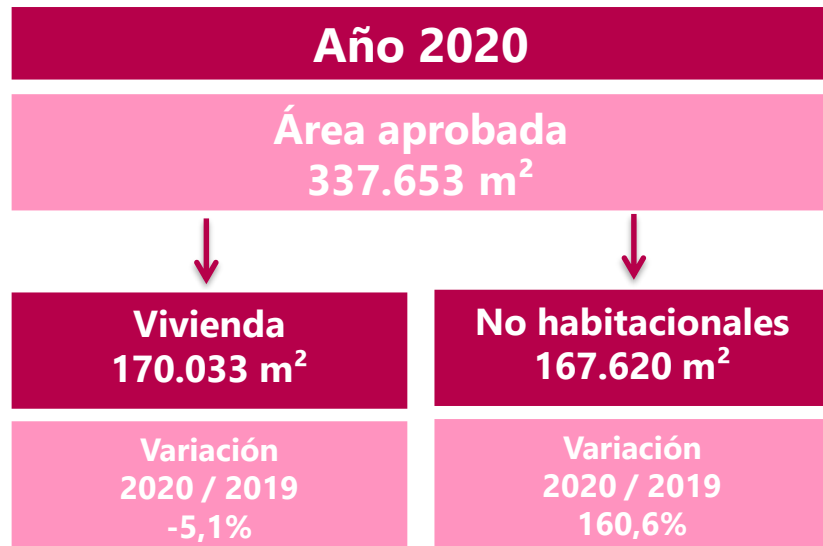 Año 2020
Área aprobada
337.653 m²
Vivienda
170.033 m²
No habitacionales
167.620 m²
Variación
2020 / 2019
-5,1%
Variación
2020 / 2019
160,6%